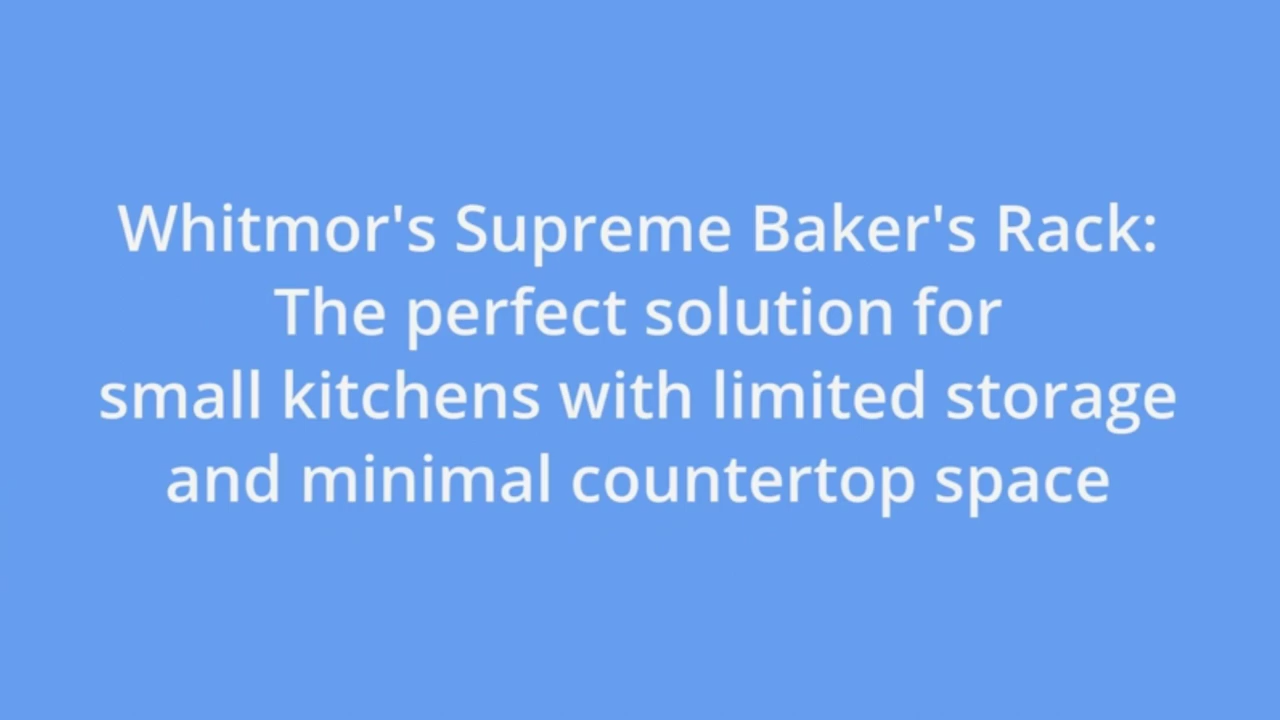 Whitmor's Supreme Baker's Rack:
The perfect solution for
small kitchens with limited storage
and minimal countertop space